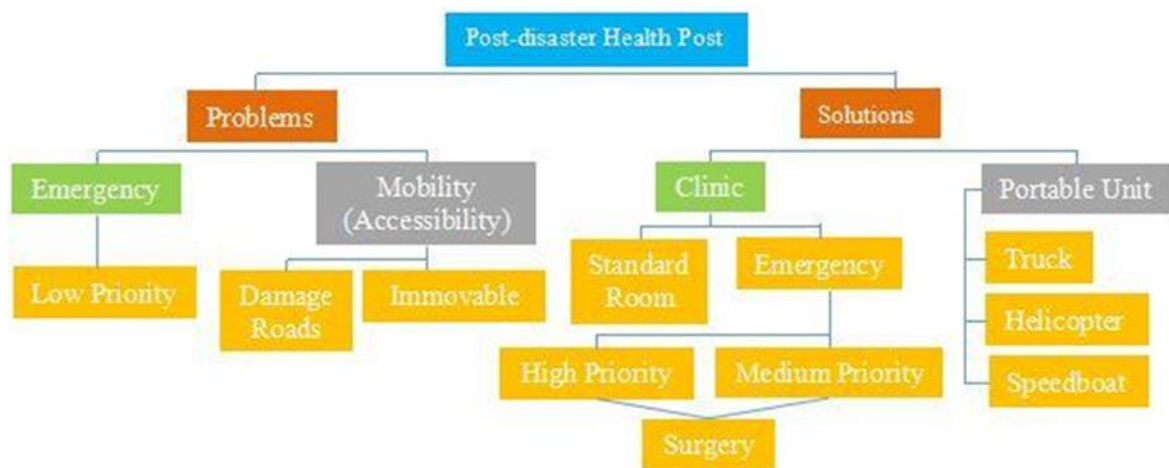 Post-disaster Health Post
Problems
Solutions
Emergency
Mobility
(Accessibility)
Clinic
Portable Unit
Low Priority
Damage
Roads
Immovable
Standard
Room
Emergency
Truck
Helicopter
High Priority
Medium Priority
Speedboat
Surgery